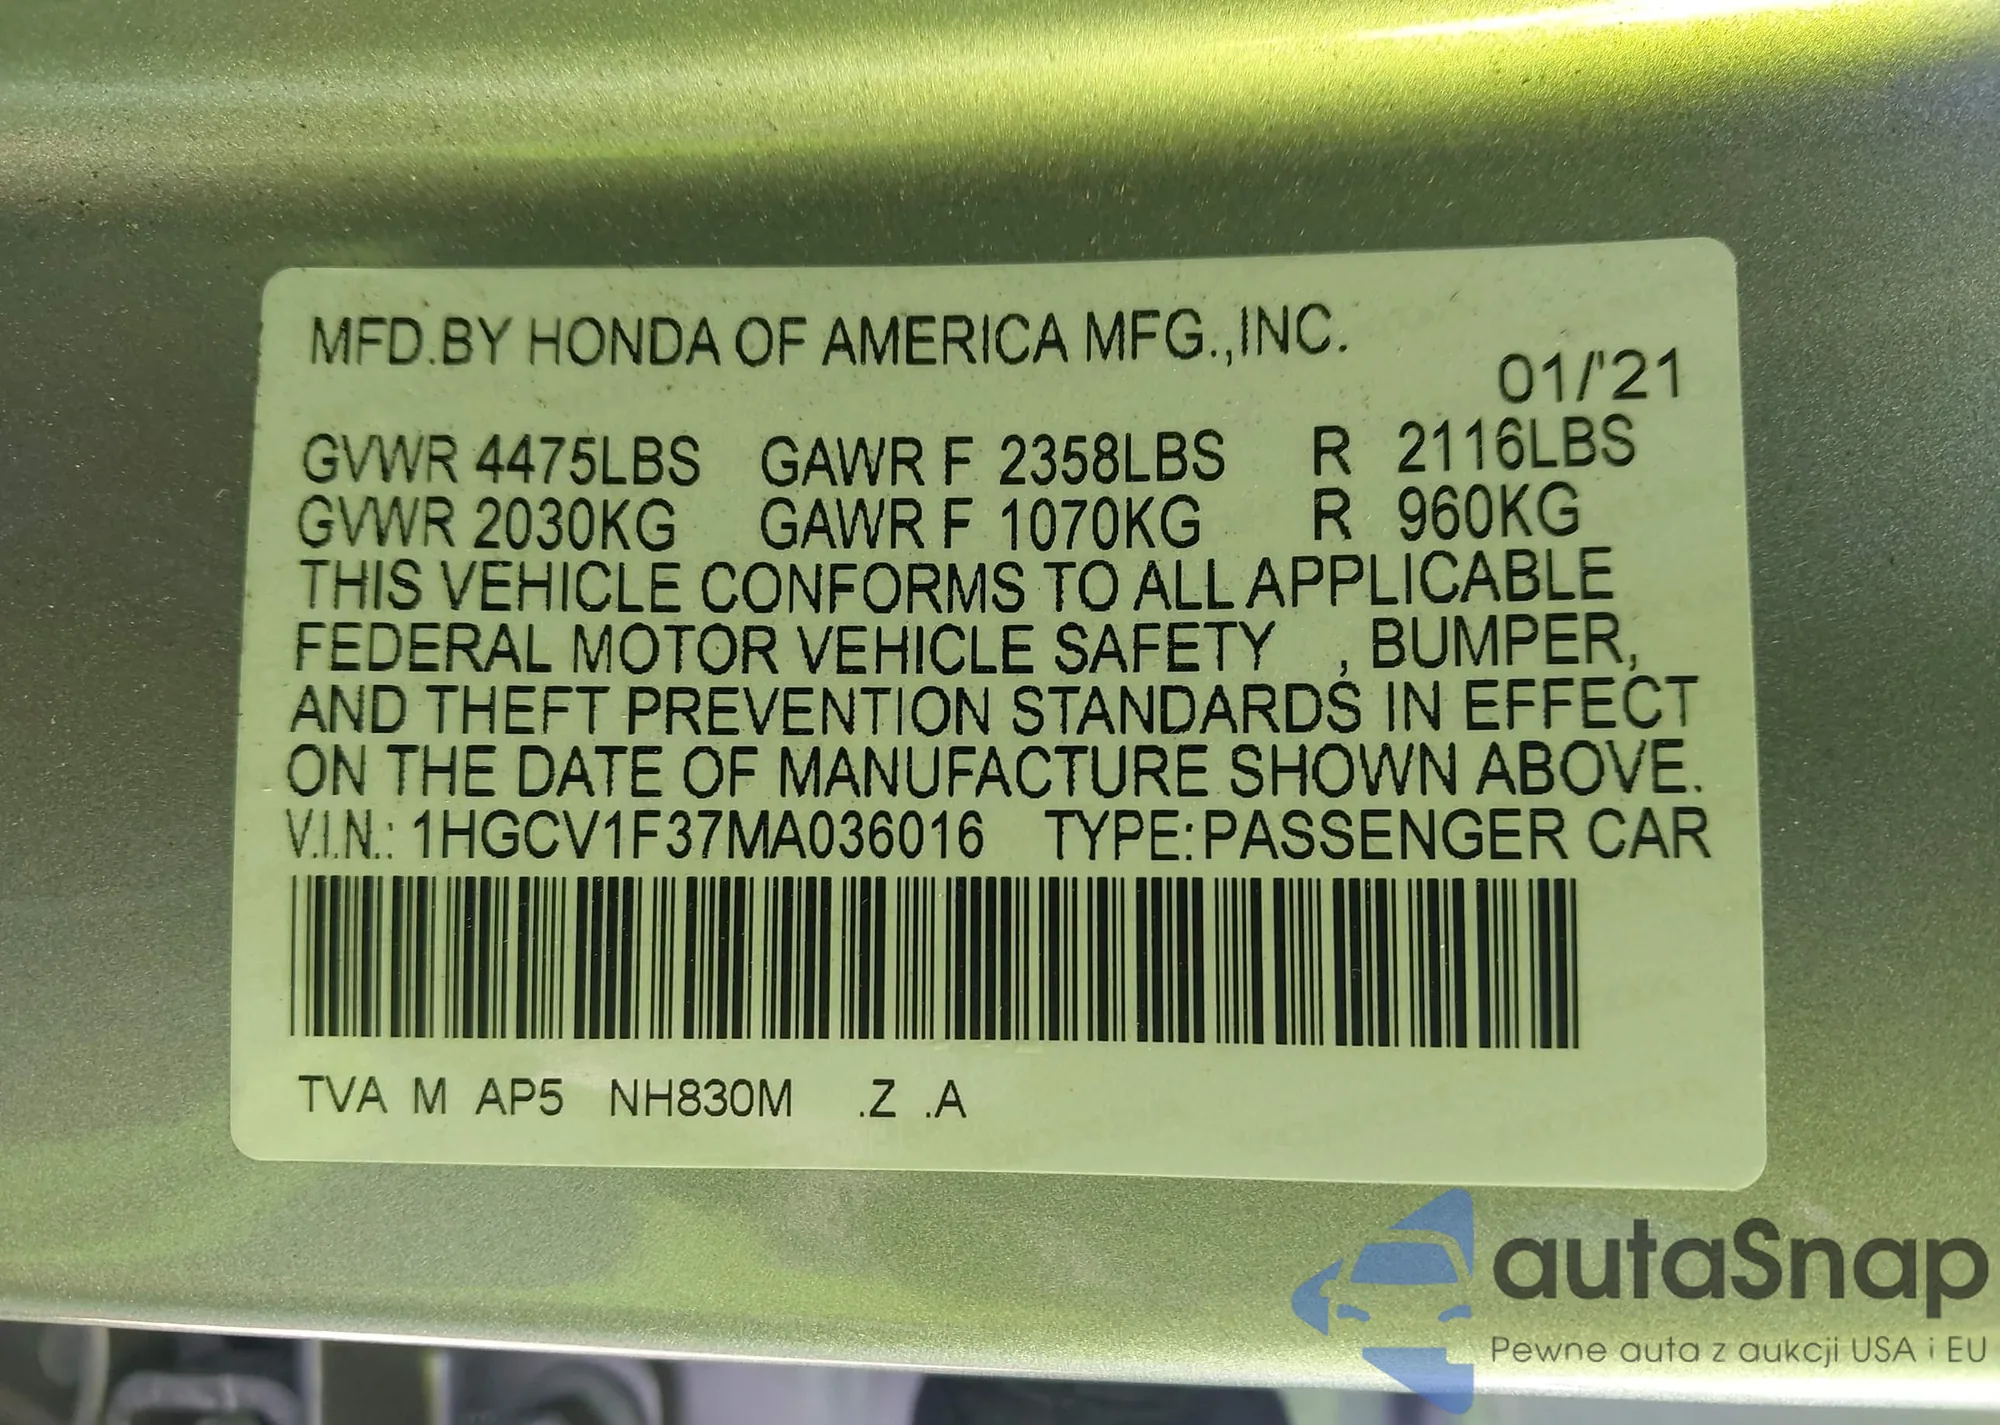 MFD.BY HONDA OF AMERICA MFG.,INC.
01/'21
GVWR 4475LBS GAWR F 2358LBS R 2116LBS
GVWR 2030KG GAWR F 1070KG R 960KG
THIS VEHICLE CONFORMS TO ALL APPLICABLE
FEDERAL MOTOR VEHICLE SAFETY , BUMPER,
AND THEFT PREVENTION STANDARDS IN EFFECT
ON THE DATE OF MANUFACTURE SHOWN ABOVE.
V.I.N.: 1HGCV1F37MA036016 TYPE:PASSENGER CAR
TVA M AP5 NH830M .Z .A
autaSnap
Pewne auta z aukcji USA i EU